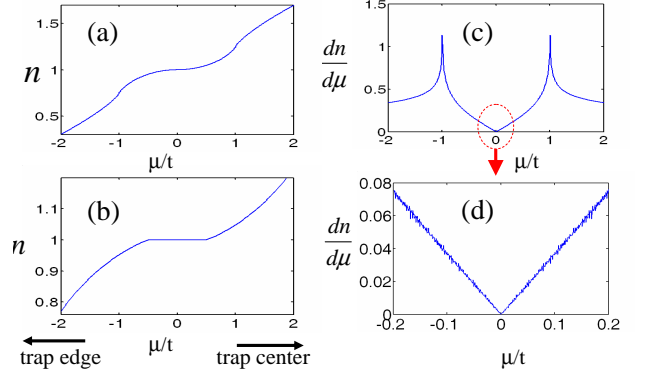 (a)
n
1.5
1
0.5
-2
-1
0
1
2
μ/t
(c)
dn
dμ
1.5
1
0.5
0
-2
-1
0
1
2
μ/t
(b)
n
1.1
1
0.9
0.8
-2
-1
0
1
2
μ/t
trap edge
trap center
(d)
dn
dμ
0.08
0.06
0.04
0.02
0
-0.2
-0.1
0
0.1
0.2
μ/t